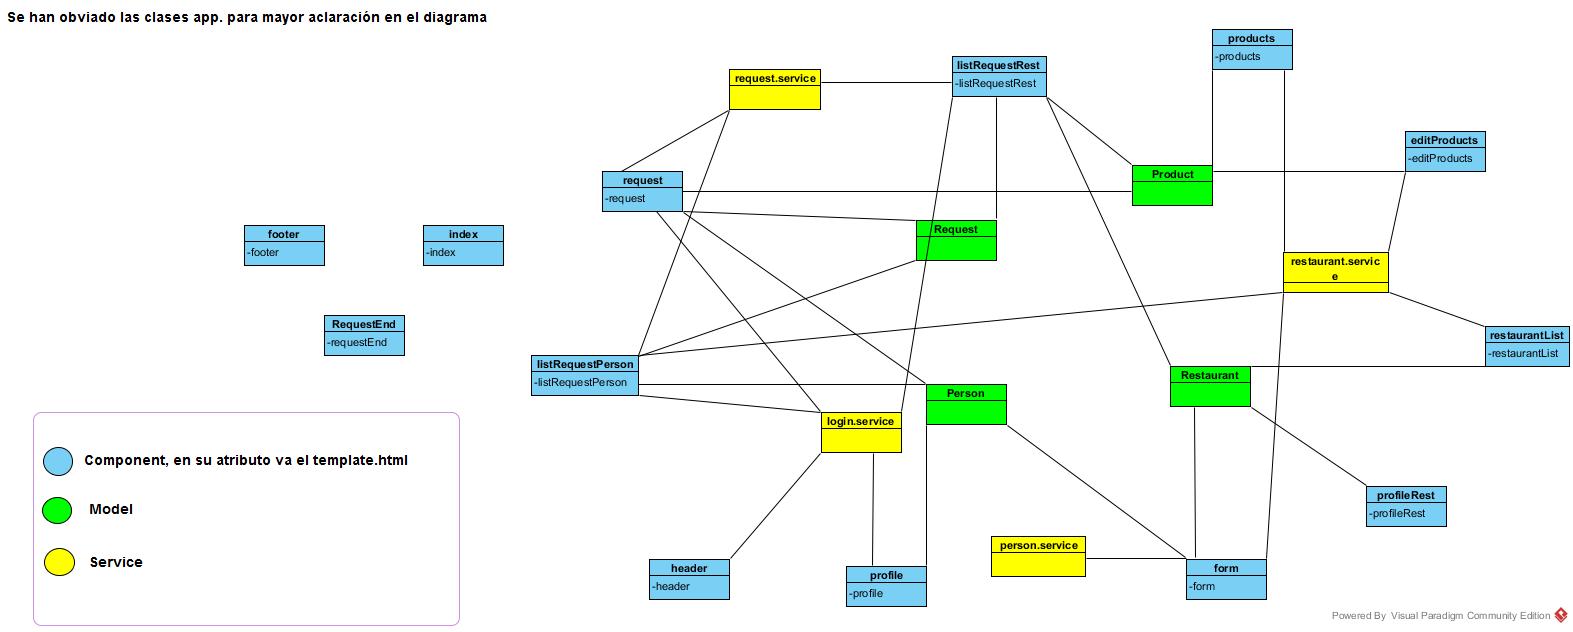 Se han obviado las clases app. para mayor aclaración en el diagrama
products
-products
listRequestRest
-listRequestRest
request.service
editProducts
-editProducts
Product
request
-request
Request
footer
-footer
index
-index
restaurant.servic
e
RequestEnd
-requestEnd
restaurantList
-restaurantList
listRequestPerson
-listRequestPerson
Restaurant
Person
login.service
Component, en su atributo va el template.html
Model
Service
profileRest
-profileRest
person.service
header
-header
profile
-profile
form
-form
Powered By Visual Paradigm Community Edition